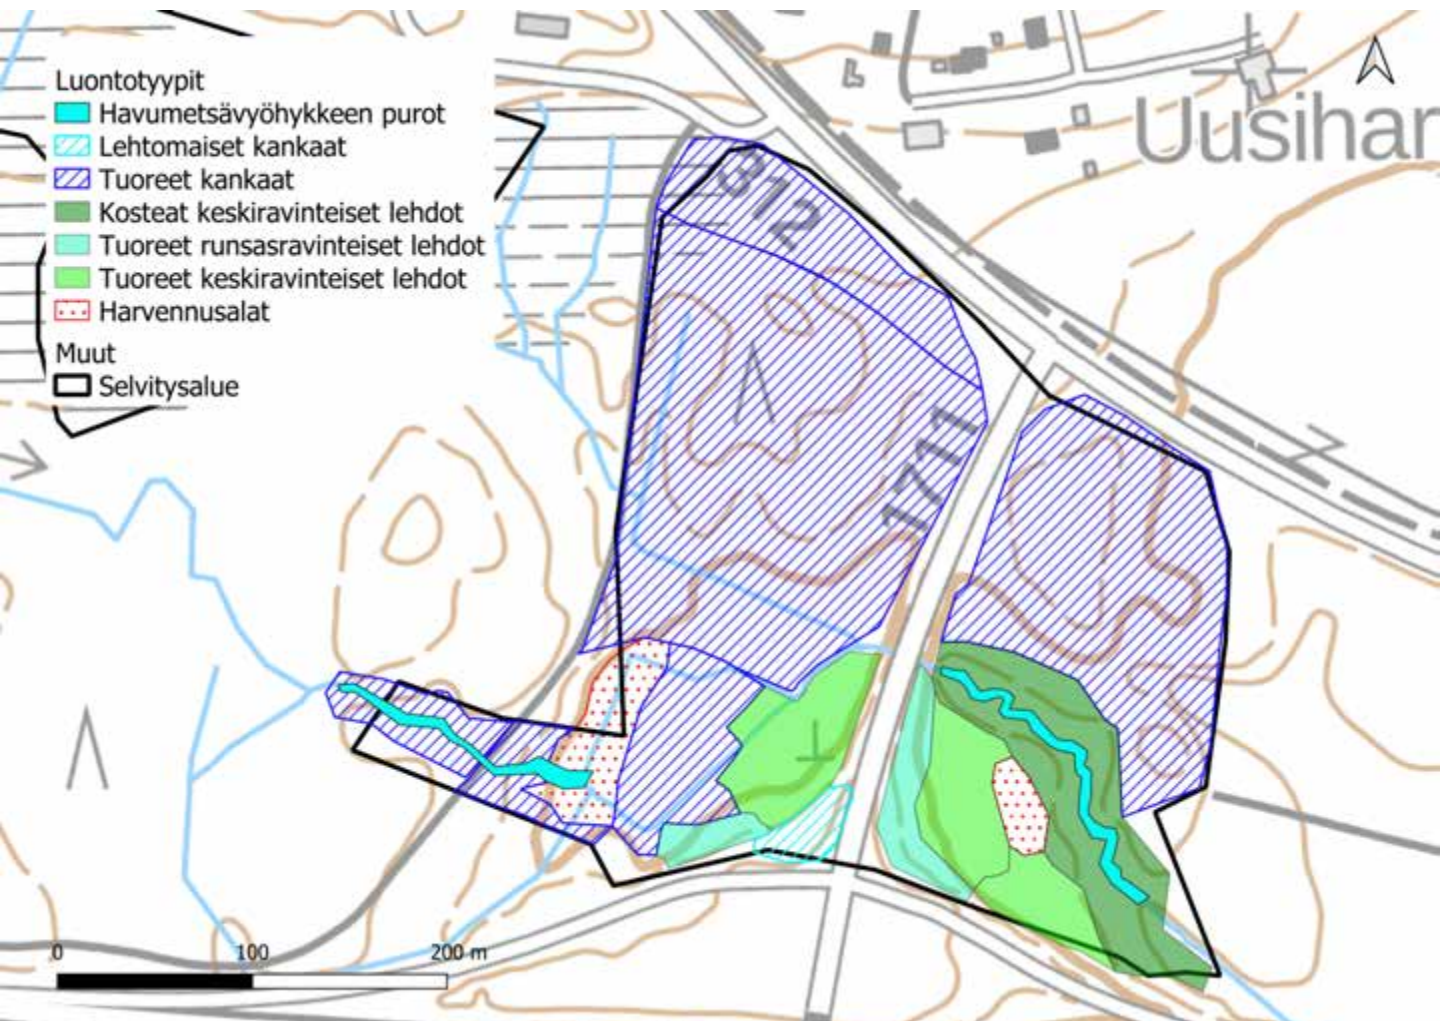 Luontotyypit
Havumetsävyöhykkeen purot
Lehtomaiset kankaat
Tuoreet kankaat
Kosteat keskiravinteiset lehdot
Tuoreet runsasravinteiset lehdot
Tuoreet keskiravinteiset lehdot
Harvennusalat
Muut
Selvitysalue
Uusihar
312
1711
0 100 200 m